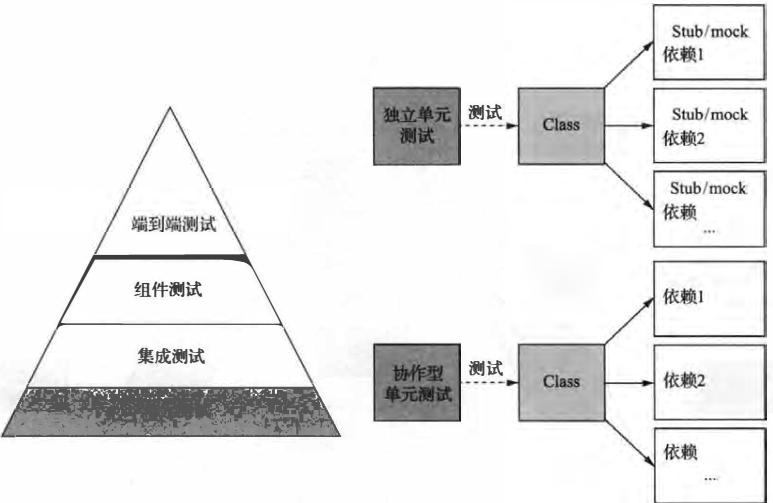 端到端测试
组件测试
集成测试
独立单元
测试
测试
Class
Stub/mock
依赖1
Stub/mock
依赖2
Stub/mock
依赖
...
协作型
单元测试
测试
Class
依赖1
依赖2
依赖
....